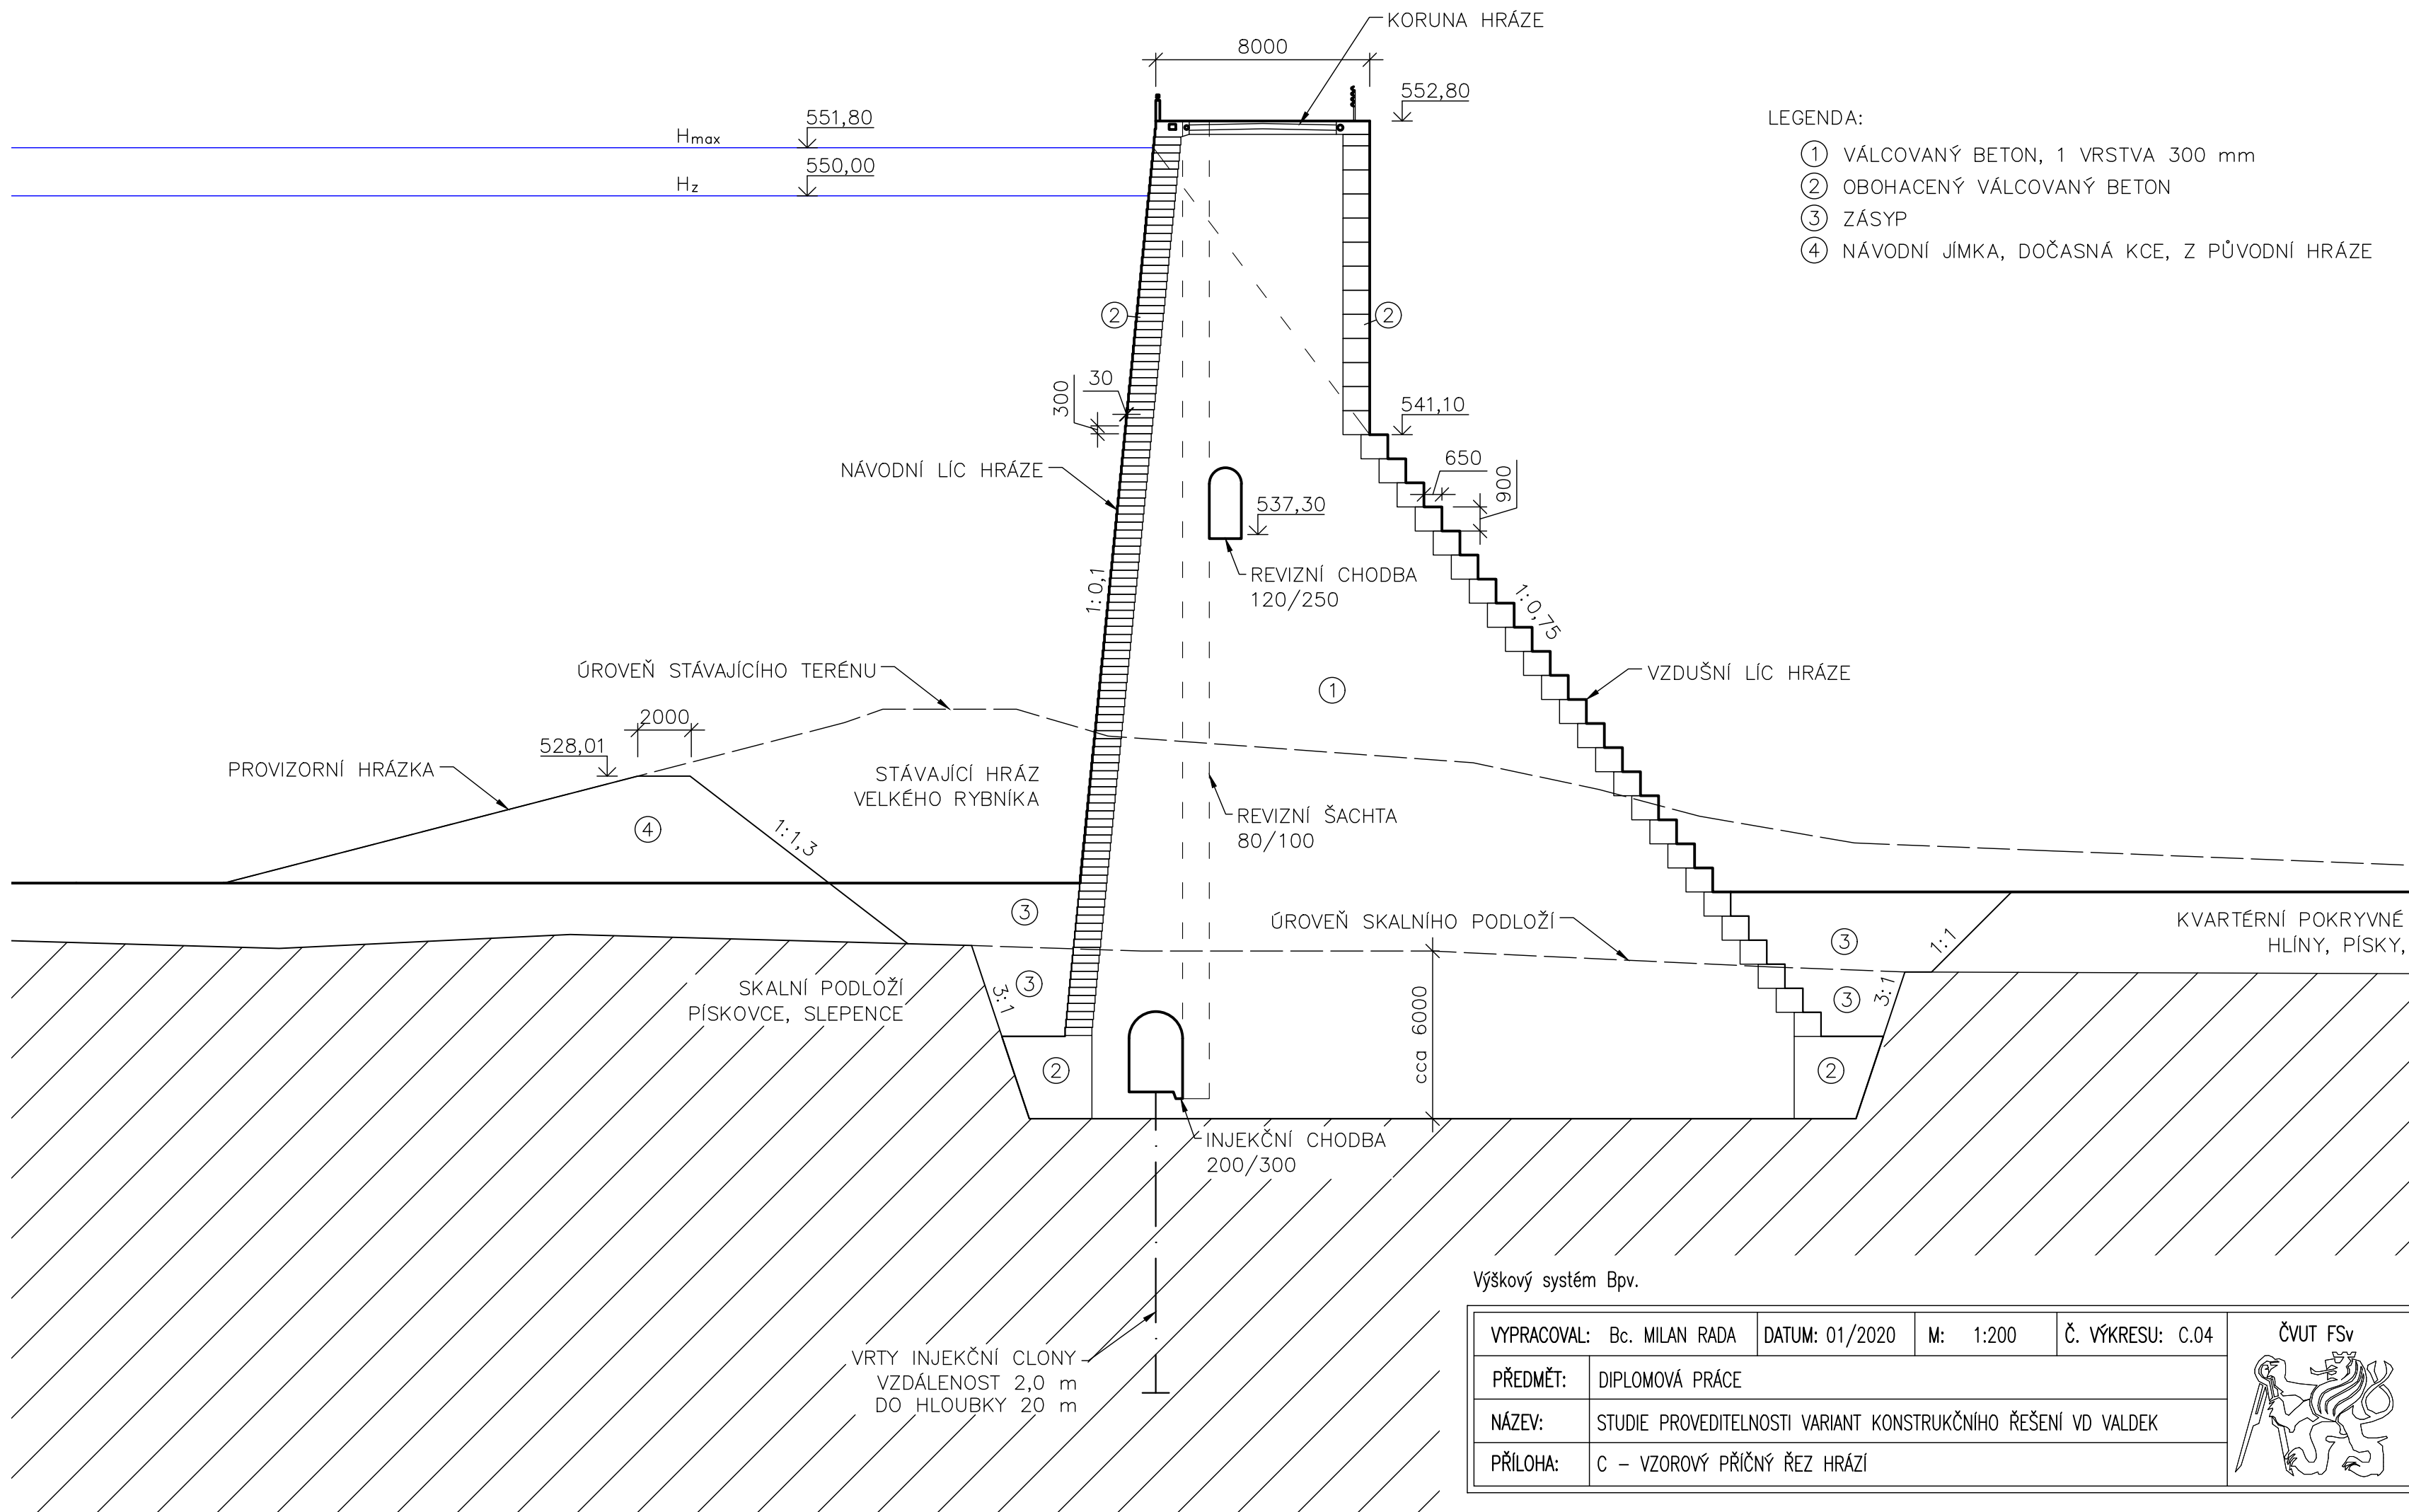 KORUNA HRÁZE
8000
552,80
551,80
Hmax
550,00
Hz
LEGENDA:
1 VÁLCOVANÝ BETON, 1 VRSTVA 300 mm
2 OBOHACENÝ VÁLCOVANÝ BETON
3 ZÁSYP
4 NÁVODNÍ JÍMKA, DOČASNÁ KCE, Z PŮVODNÍ HRÁZE
2
2
30
300
541,10
NÁVODNÍ LÍC HRÁZE
650
900
537,30
REVIZNÍ CHODBA
120/250
1:0,1
1:0,75
ÚROVEŇ STÁVAJÍCÍHO TERÉNU
VZDUŠNÍ LÍC HRÁZE
1
2000
528,01
PROVIZORNÍ HRÁZKA
STÁVAJÍCÍ HRÁZ
VELKÉHO RYBNÍKA
REVIZNÍ ŠACHTA
80/100
4
1:1,3
3
ÚROVEŇ SKALNÍHO PODLOŽÍ
3
1:1
KVARTÉRNÍ POKRYVNÉ
HLÍNY, PÍSKY,
SKALNÍ PODLOŽÍ
PÍSKOVCE, SLEPENCE
3:1
3
cca 6000
3
3:1
2
2
INJEKČNÍ CHODBA
200/300
VRTY INJEKČNÍ CLONY
VZDÁLENOST 2,0 m
DO HLOUBKY 20 m
Výškový systém Bpv.
VYPRACOVAL: Bc. MILAN RADA DATUM: 01/2020 M: 1:200 Č. VÝKRESU: C.04 ČVUT FSv
PŘEDMĚT: DIPLOMOVÁ PRÁCE
NÁZEV: STUDIE PROVEDITELNOSTI VARIANT KONSTRUKČNÍHO ŘEŠENÍ VD VALDEK
PŘÍLOHA: C – VZOROVÝ PŘÍČNÝ ŘEZ HRÁZÍ